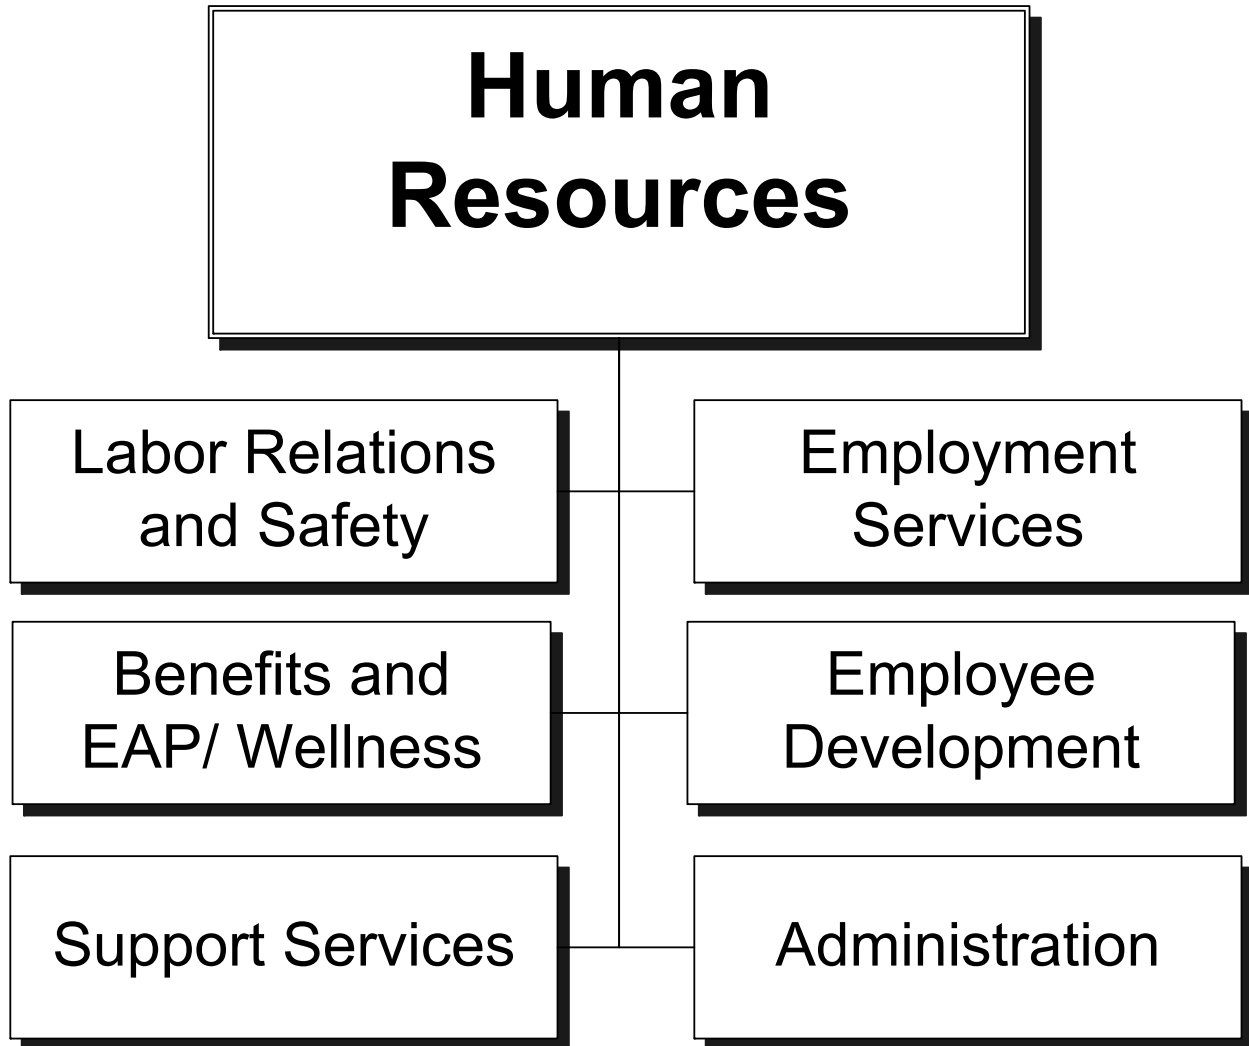 Human
Resources
Labor Relations
and Safety
Employment
Services
Benefits and
EAP/ Wellness
Employee
Development
Support Services
Administration